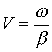 V = ω/β